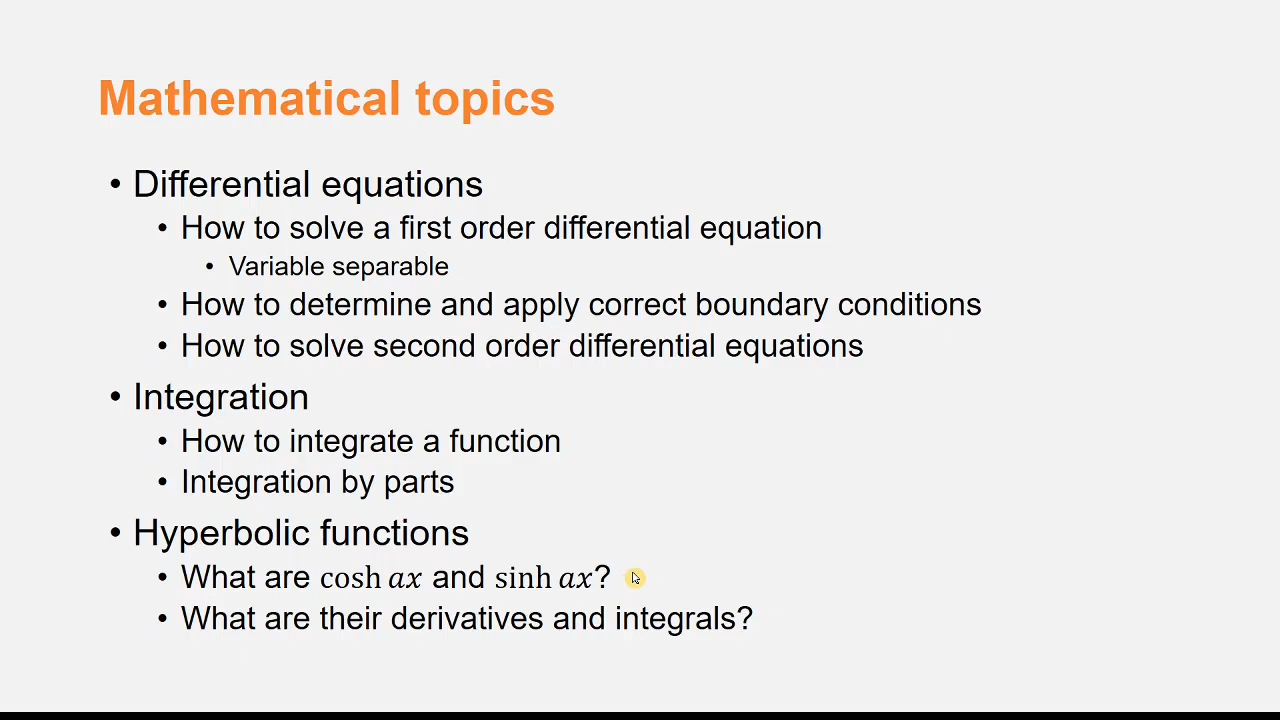 Mathematical topics
• Differential equations
• How to solve a first order differential equation
• Variable separable
• How to determine and apply correct boundary conditions
• How to solve second order differential equations
• Integration
• How to integrate a function
• Integration by parts
• Hyperbolic functions
• What are cosh 𝑎𝑥 and sinh 𝑎𝑥?
• What are their derivatives and integrals?